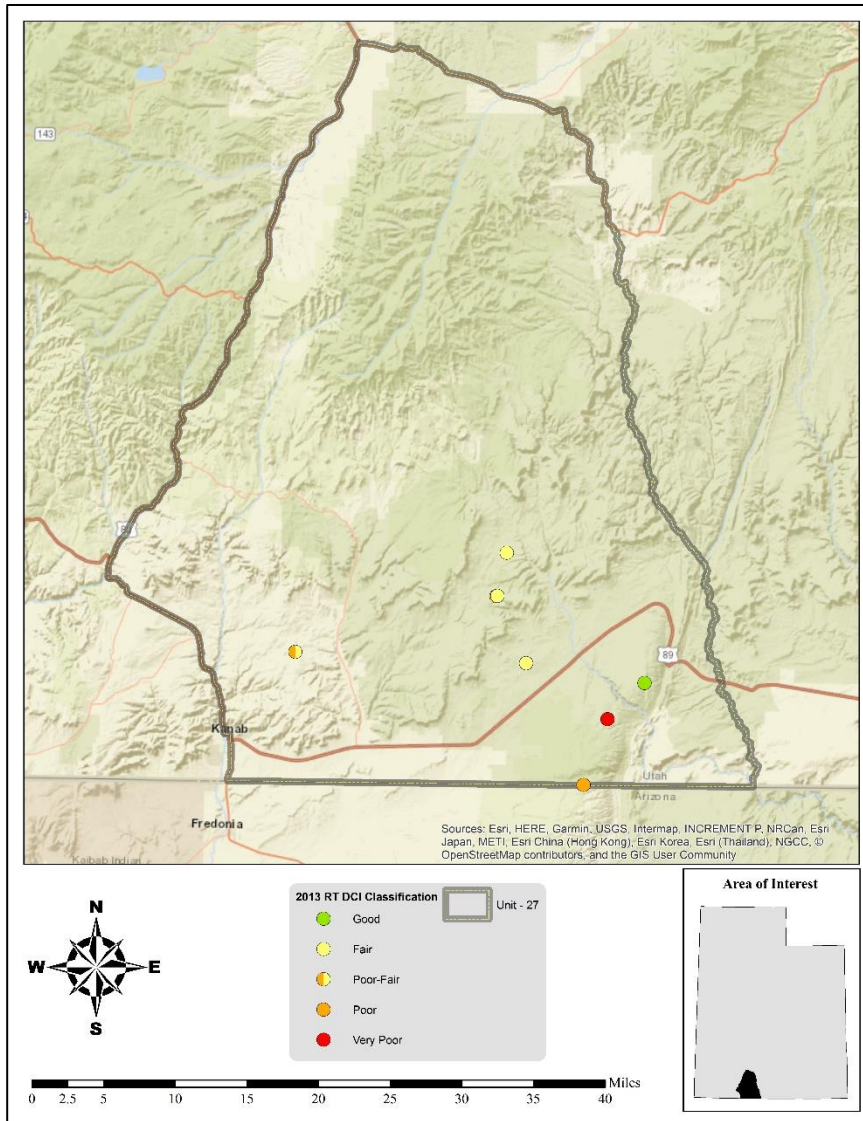 143
89
89
Kanab
Utah
Arizona
Fredonia
Kaibab Indian
Sources: Esri, HERE, Garmin, USGS, Intermap, INCREMENT P, NRCan, Esri
Japan, METI, Esri China (Hong Kong), Esri Korea, Esri (Thailand), NGCC, ©
OpenStreetMap contributors, and the GIS User Community
N
W E
S
2013 RT DCI Classification
Unit - 27
Good
Fair
Poor-Fair
Poor
Very Poor
Area of Interest
Miles
0 2.5 5 10 15 20 25 30 35 40